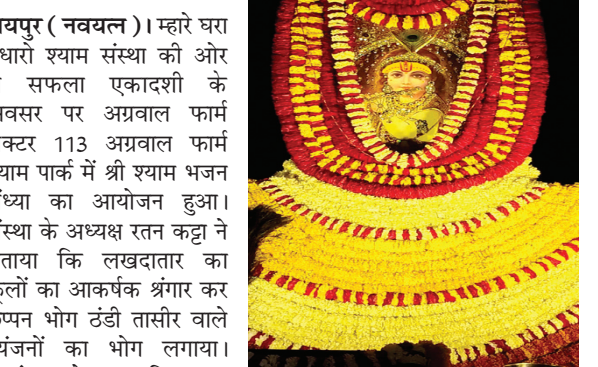 यपुर ( नवयत्न )। म्हारे घरा
धारो श्याम संस्था की ओर
सफला एकादशी के
वसर पर अग्रवाल फार्म
क्टर 113 अग्रवाल फार्म
याम पार्क में श्री श्याम भजन
ध्या का आयोजन हुआ।
स्था के अध्यक्ष रतन कट्टा ने
ताया कि लखदातार का
लों का आकर्षक श्रंगार कर
प्पन भोग ठंडी तासीर वाले
यंजनों का भोग लगाया।